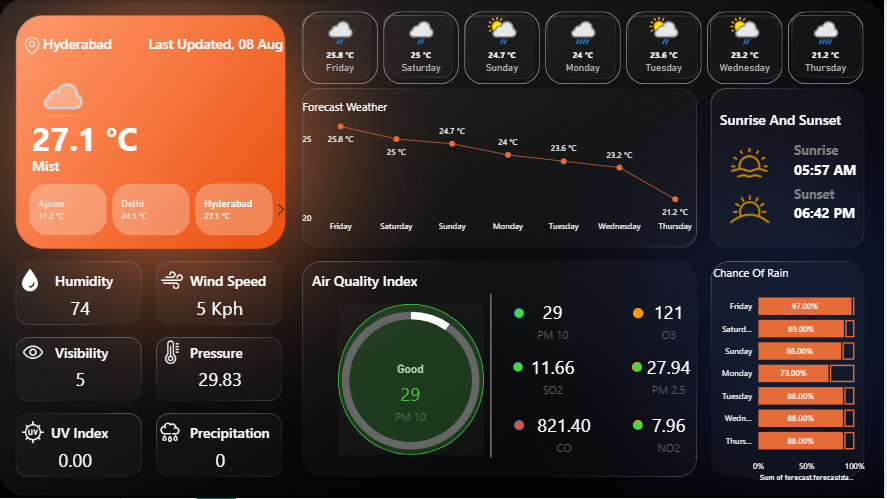 Hyderabad
Last Updated, 08 Aug
27.1 °C
Mist
Ajmer
31.2 °C
Delhi
24.1 °C
Hyderabad
27.1 °C
25.8 °C
Friday
25 °C
Saturday
24.7 °C
Sunday
24 °C
Monday
23.6 °C
Tuesday
23.2 °C
Wednesday
21.2 °C
Thursday
Forecast Weather
25
20
25.8 °C
25 °C
24.7 °C
24 °C
23.6 °C
23.2 °C
21.2 °C
Friday
Saturday
Sunday
Monday
Tuesday
Wednesday
Thursday
Sunrise And Sunset
Sunrise
05:57 AM
Sunset
06:42 PM
Humidity
74
Wind Speed
5 Kph
Visibility
5
Pressure
29.83
UV
UV Index
0.00
Precipitation
0
Air Quality Index
Good
29
PM 10
29
PM 10
121
O3
11.66
SO2
27.94
PM 2.5
821.40
CO
7.96
NO2
Chance Of Rain
Friday
97.00%
Saturd...
89.00%
Sunday
86.00%
Monday
73.00%
Tuesday
88.00%
Wedn...
88.00%
Thurs...
88.00%
0%
50%
100%
Sum of forecast.forecastda...